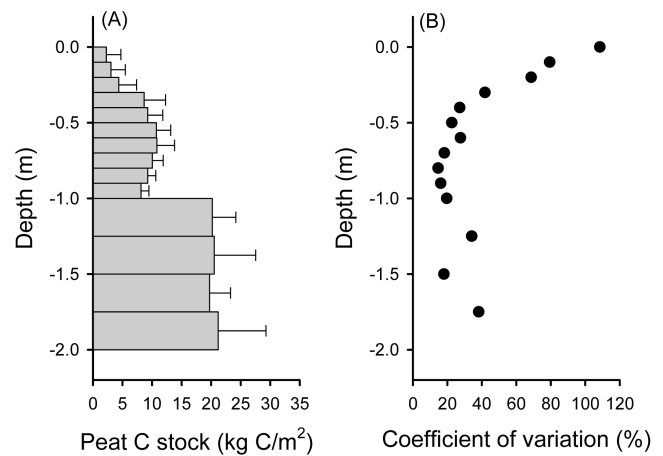 (A)
0.0
-0.5
-1.0
-1.5
-2.0
Depth (m)
0 5 10 15 20 25 30 35
Peat C stock (kg C/m²)
(B)
0.0
-0.5
-1.0
-1.5
-2.0
Depth (m)
0 20 40 60 80 100 120
Coefficient of variation (%)